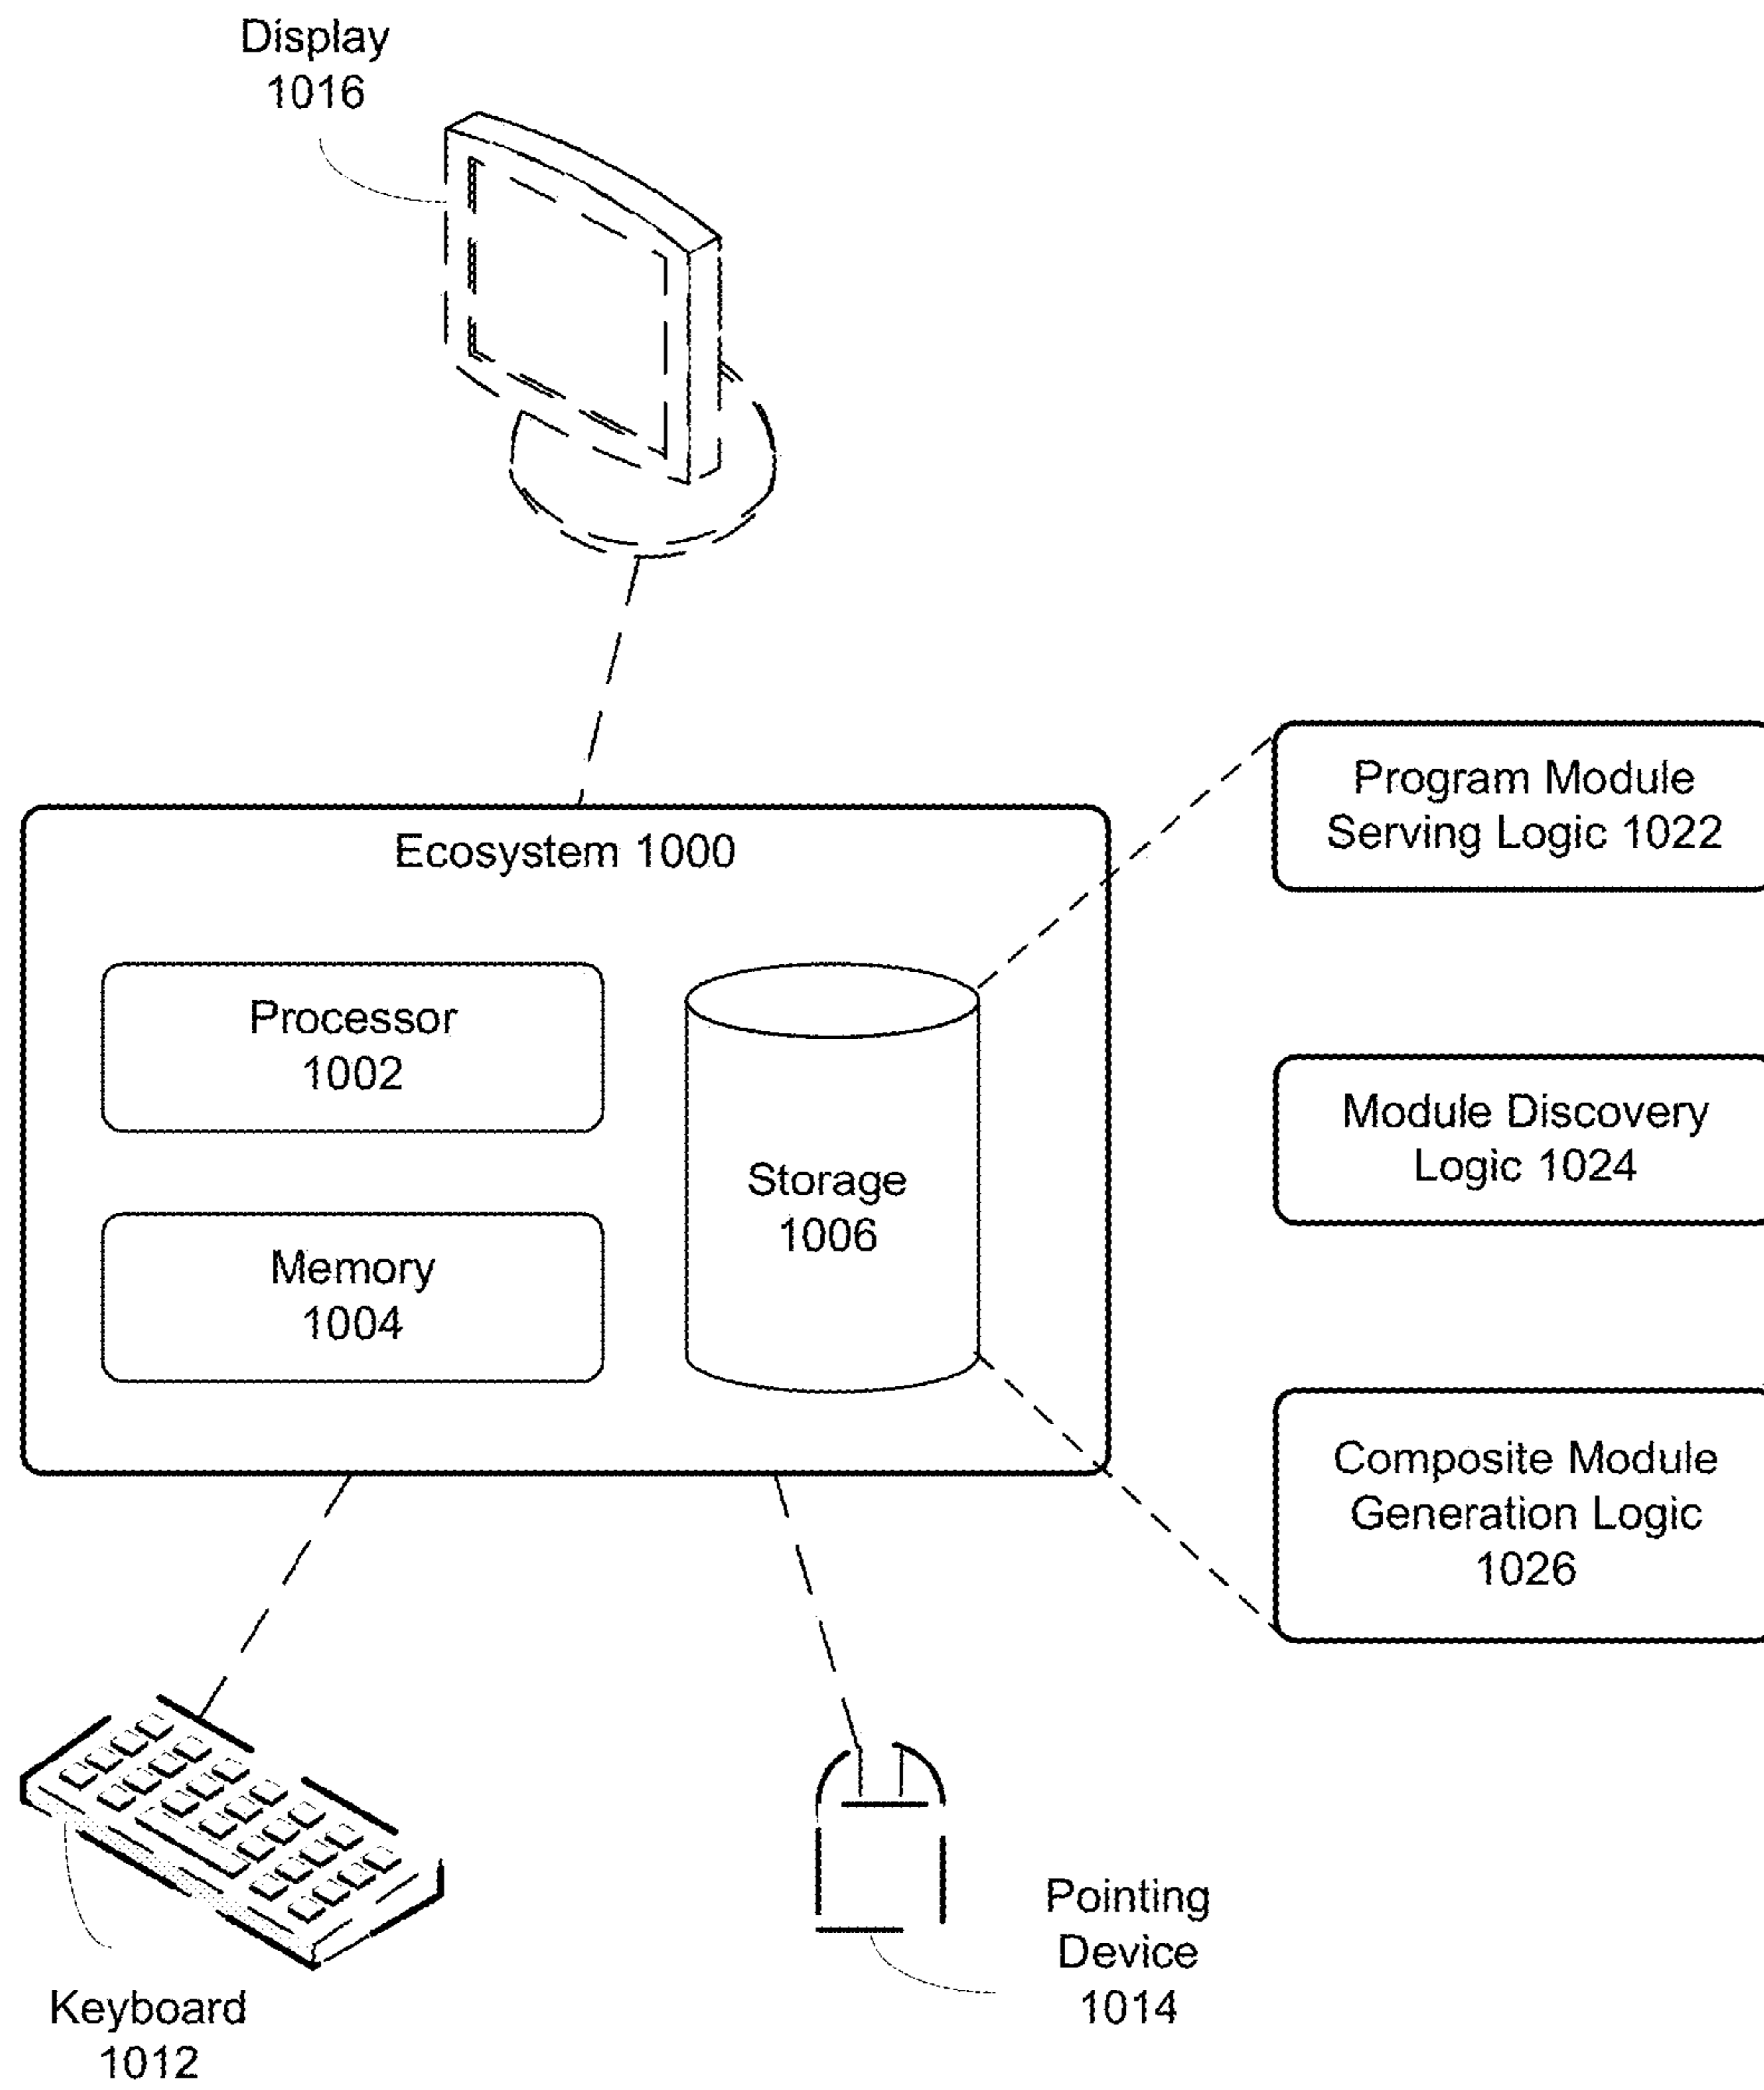 Display
1016
Ecosystem 1000
Program Module
Serving Logic 1022
Processor
1002
Module Discovery
Logic 1024
Storage
1006
Memory
1004
Composite Module
Generation Logic
1026
Pointing
Device
1014
Keyboard
1012